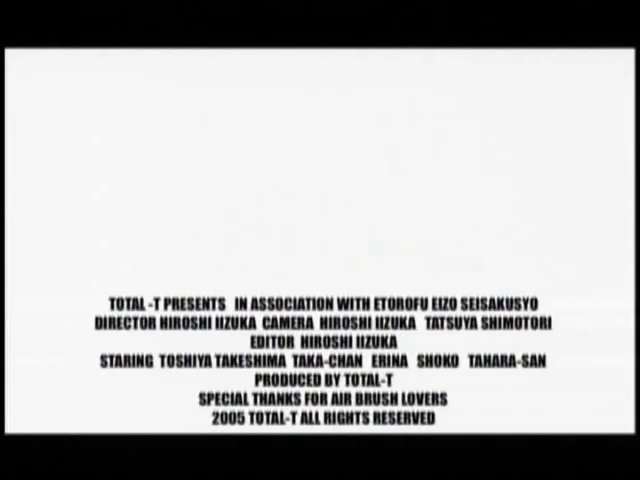 TOTAL -T PRESENTS IN ASSOCIATION WITH ETOROFU EIZO SEISAKUSYO
DIRECTOR HIROSHI IIZUKA CAMERA HIROSHI IIZUKA TATSUYA SHIMOTORI
EDITOR HIROSHI IIZUKA
STARING TOSHIYA TAKESHIMA TAKA-CHAN ERINA SHOKO TAHARA-SAN
PRODUCED BY TOTAL-T
SPECIAL THANKS FOR AIR BRUSH LOVERS
2005 TOTAL-T ALL RIGHTS RESERVED